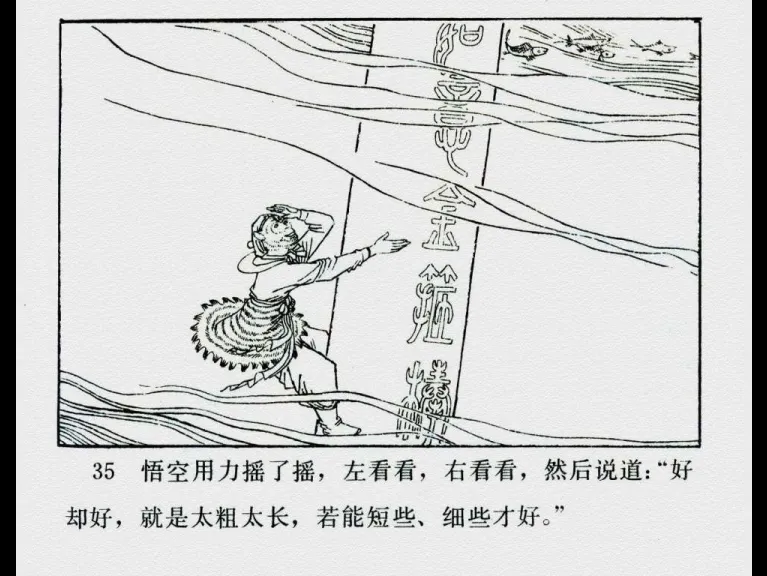 如意金箍棒
35 悟空用力摇了摇，左看看，右看看，然后说道：“好
却好，就是太粗太长，若能短些、细些才好。”